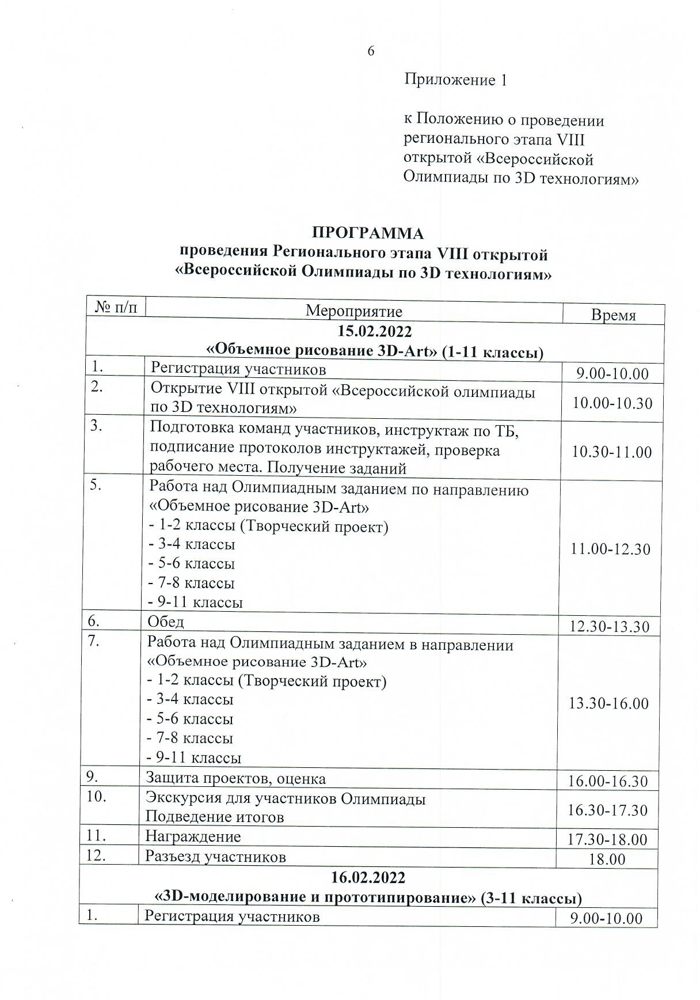 6
Приложение 1
к Положению о проведении
регионального этапа VIII
открытой «Всероссийской
Олимпиады по 3D технологиям»
ПРОГРАММА
проведения Регионального этапа VIII открытой
«Всероссийской Олимпиады по 3D технологиям»
№ п/п Мероприятие Время
15.02.2022
«Объемное рисование 3D-Art» (1-11 классы)
1. Регистрация участников 9.00-10.00
2. Открытие VIII открытой «Всероссийской олимпиады
по 3D технологиям» 10.00-10.30
3. Подготовка команд участников, инструктаж по ТБ,
подписание протоколов инструктажей, проверка 10.30-11.00
рабочего места. Получение заданий
5. Работа над Олимпиадным заданием по направлению
«Объемное рисование 3D-Art»
- 1-2 классы (Творческий проект)
- 3-4 классы 11.00-12.30
- 5-6 классы
- 7-8 классы
- 9-11 классы
6. Обед 12.30-13.30
7. Работа над Олимпиадным заданием в направлении
«Объемное рисование 3D-Art»
- 1-2 классы (Творческий проект)
- 3-4 классы 13.30-16.00
- 5-6 классы
- 7-8 классы
- 9-11 классы
9. Защита проектов, оценка 16.00-16.30
10. Экскурсия для участников Олимпиады
Подведение итогов 16.30-17.30
11. Награждение 17.30-18.00
12. Разъезд участников 18.00
16.02.2022
«3D-моделирование и прототипирование» (3-11 классы)
1. Регистрация участников 9.00-10.00